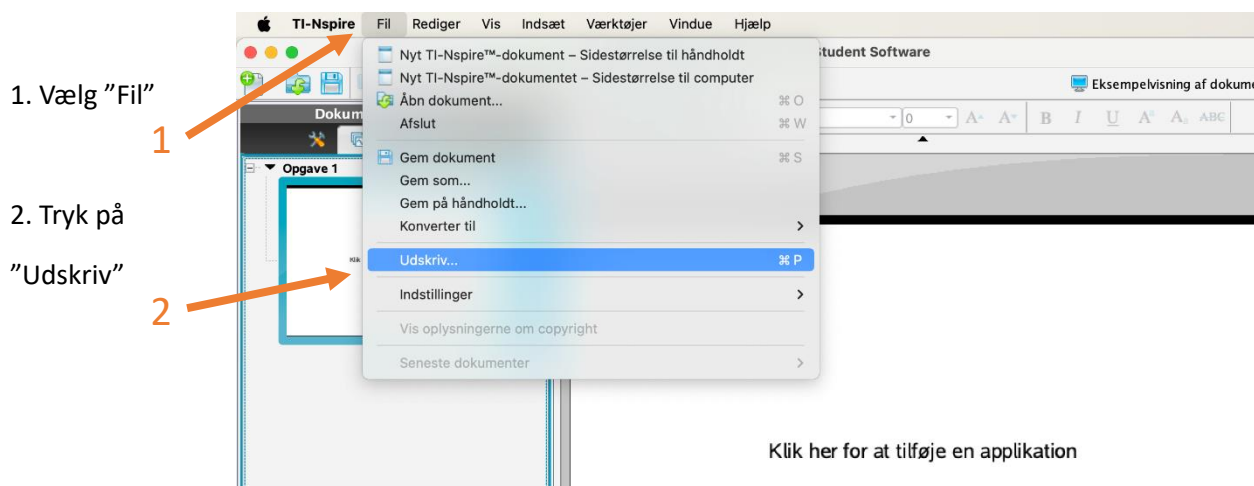 TI-Nspire Fil Rediger Vis Indsæt Værktøjer Vindue Hjælp
Student Software
Nyt TI-Nspire™-dokument – Sidestørrelse til håndholdt
Nyt TI-Nspire™-dokumentet – Sidestørrelse til computer
Eksempelvisning af dokume
1. Vælg ”Fil”
Åbn dokument... ⌘ O
Dokum
Afslut ⌘ W
0 A A B I U A A ABC
1
Gem dokument ⌘ S
Opgave 1
Gem som...
Gem på håndholdt...
2. Tryk på
Konverter til
Klik
Udskriv... ⌘ P
”Udskriv”
Indstillinger
2
Vis oplysningerne om copyright
Seneste dokumenter
Klik her for at tilføje en applikation